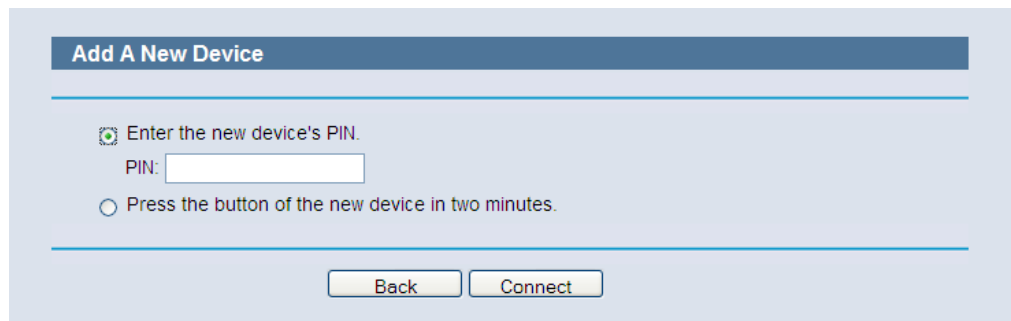 Add A New Device
Enter the new device's PIN.
PIN:
Press the button of the new device in two minutes.
Back Connect